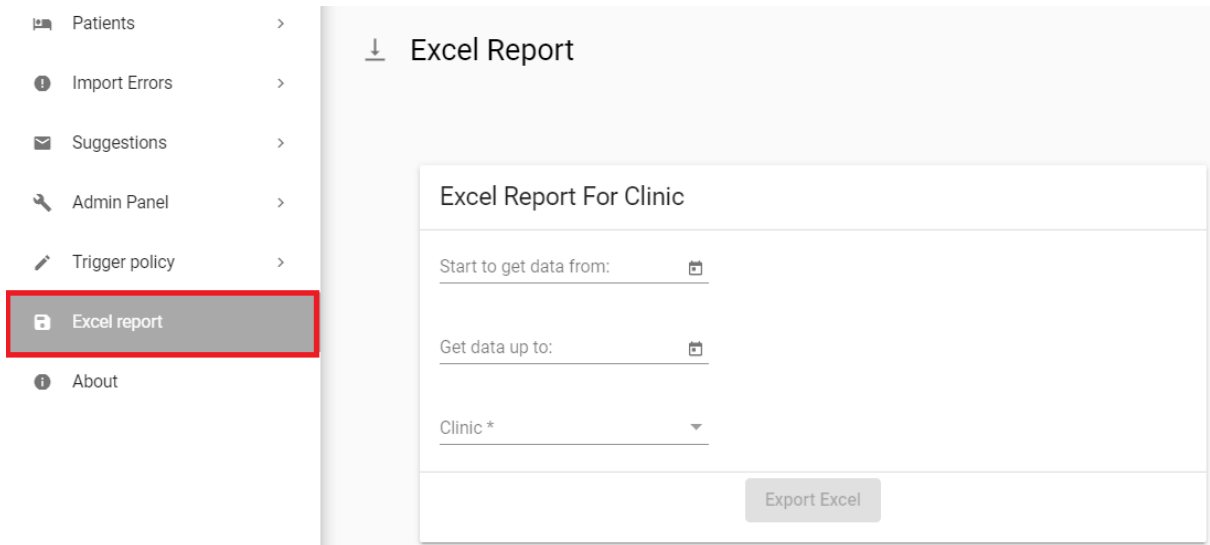 Patients
Import Errors
Suggestions
Admin Panel
Trigger policy
Excel report
About
Excel Report
Excel Report For Clinic
Start to get data from:
Get data up to:
Clinic *
Export Excel